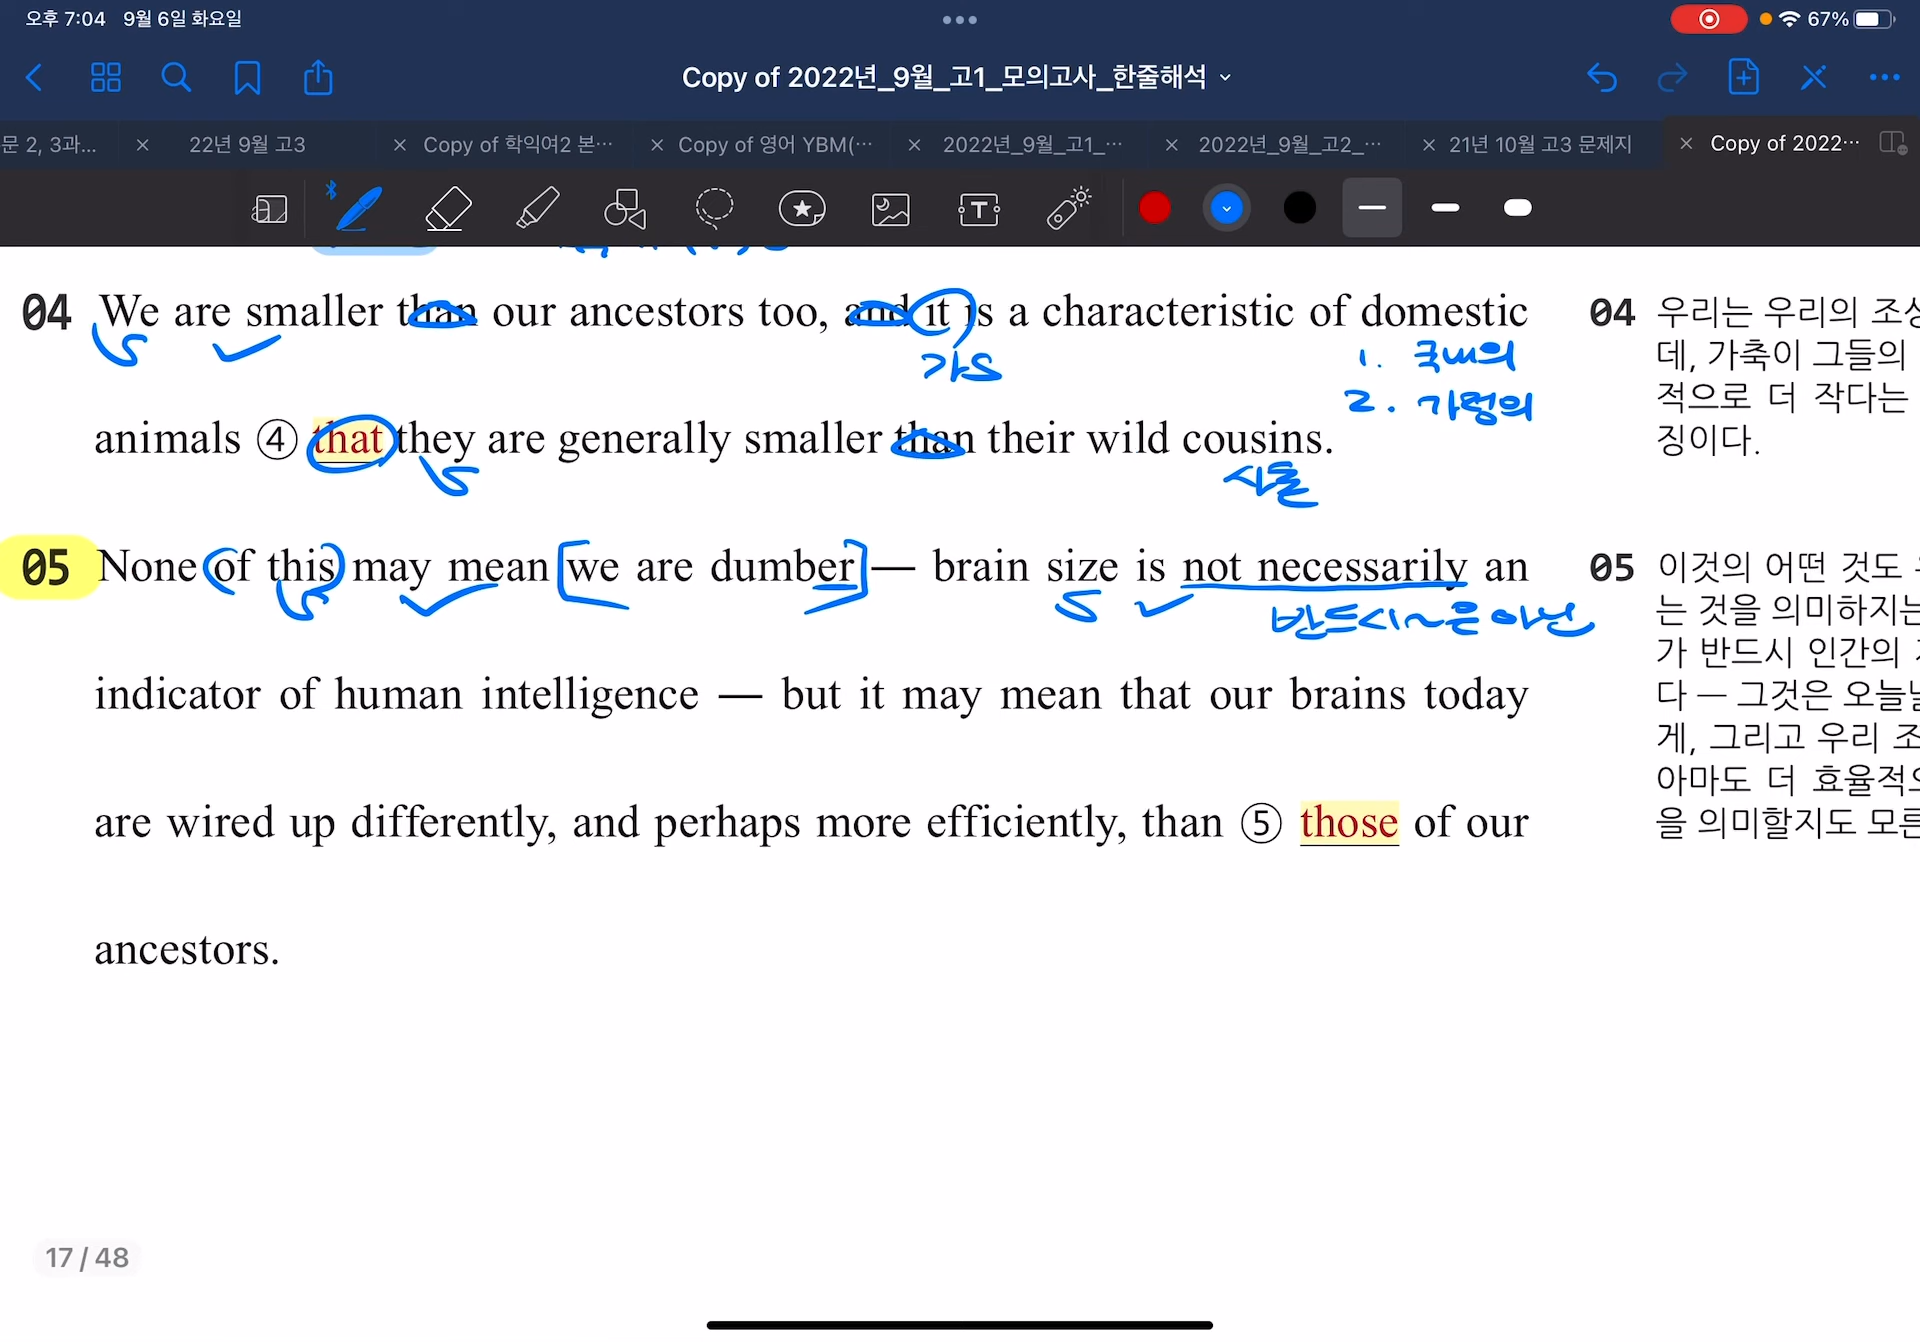 오후 7:04 9월 6일 화요일
67%
Copy of 2022년_9월_고1_모의고사_한줄해석
문 2, 3과...
22년 9월 고3
Copy of 학익여2 본...
Copy of 영어 YBM(...
2022년_9월_고1_...
2022년_9월_고2_...
21년 10월 고3 문제지
Copy of 2022...
04 We are smaller than our ancestors too, and it is a characteristic of domestic
가S
1. 국내의
2. 가정의
animals ④ that they are generally smaller than their wild cousins.
S
사촌
05 None of this may mean [we are dumber] — brain size is not necessarily an
S
S
반드시~은 아닌
indicator of human intelligence — but it may mean that our brains today
are wired up differently, and perhaps more efficiently, than ⑤ those of our
ancestors.
04 우리는 우리의 조상
데, 가축이 그들의
적으로 더 작다는
징이다.
05 이것의 어떤 것도
는 것을 의미하지는
가 반드시 인간의
다 — 그것은 오늘날
게, 그리고 우리 조
아마도 더 효율적으
을 의미할지도 모른
17 / 48